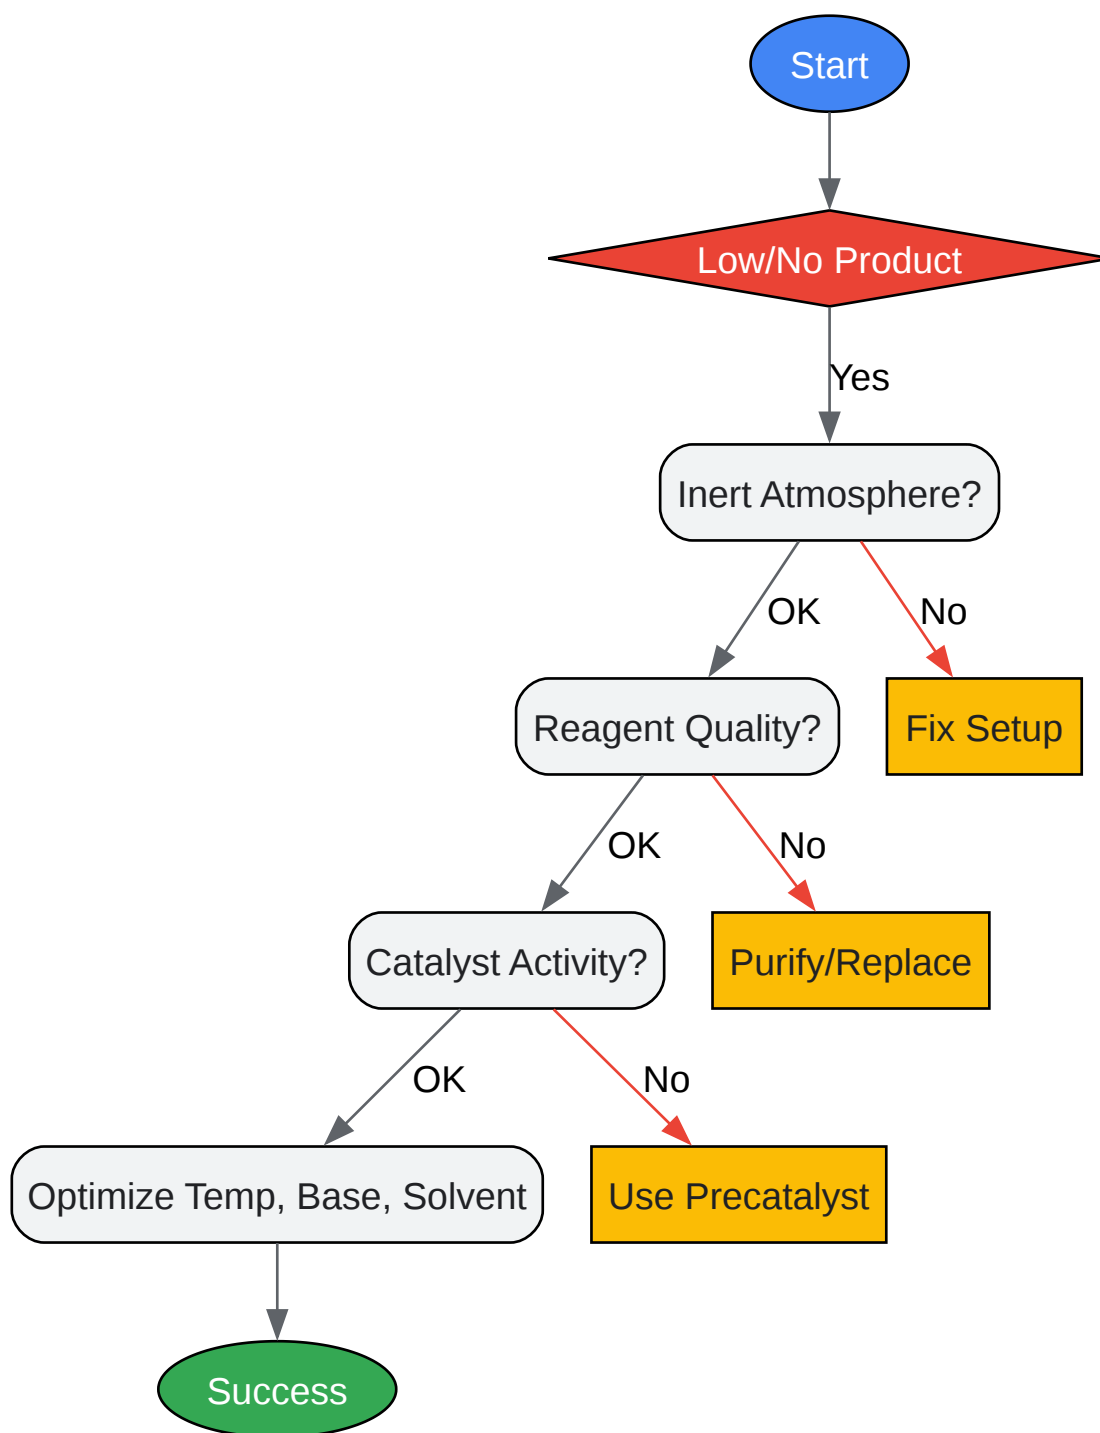 Start
Low/No Product
Yes
Inert Atmosphere?
OK
No
Reagent Quality?
Fix Setup
OK
No
Catalyst Activity?
Purify/Replace
OK
No
Optimize Temp, Base, Solvent
Use Precatalyst
Success